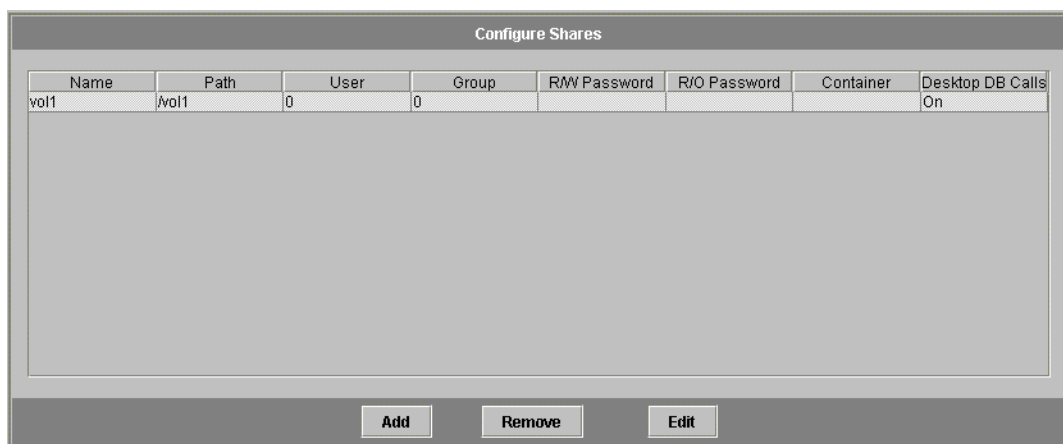 Configure Shares
Name Path User Group R/W Password R/O Password Container Desktop DB Calls
vol1 /vol1 0 0 On
Add Remove Edit